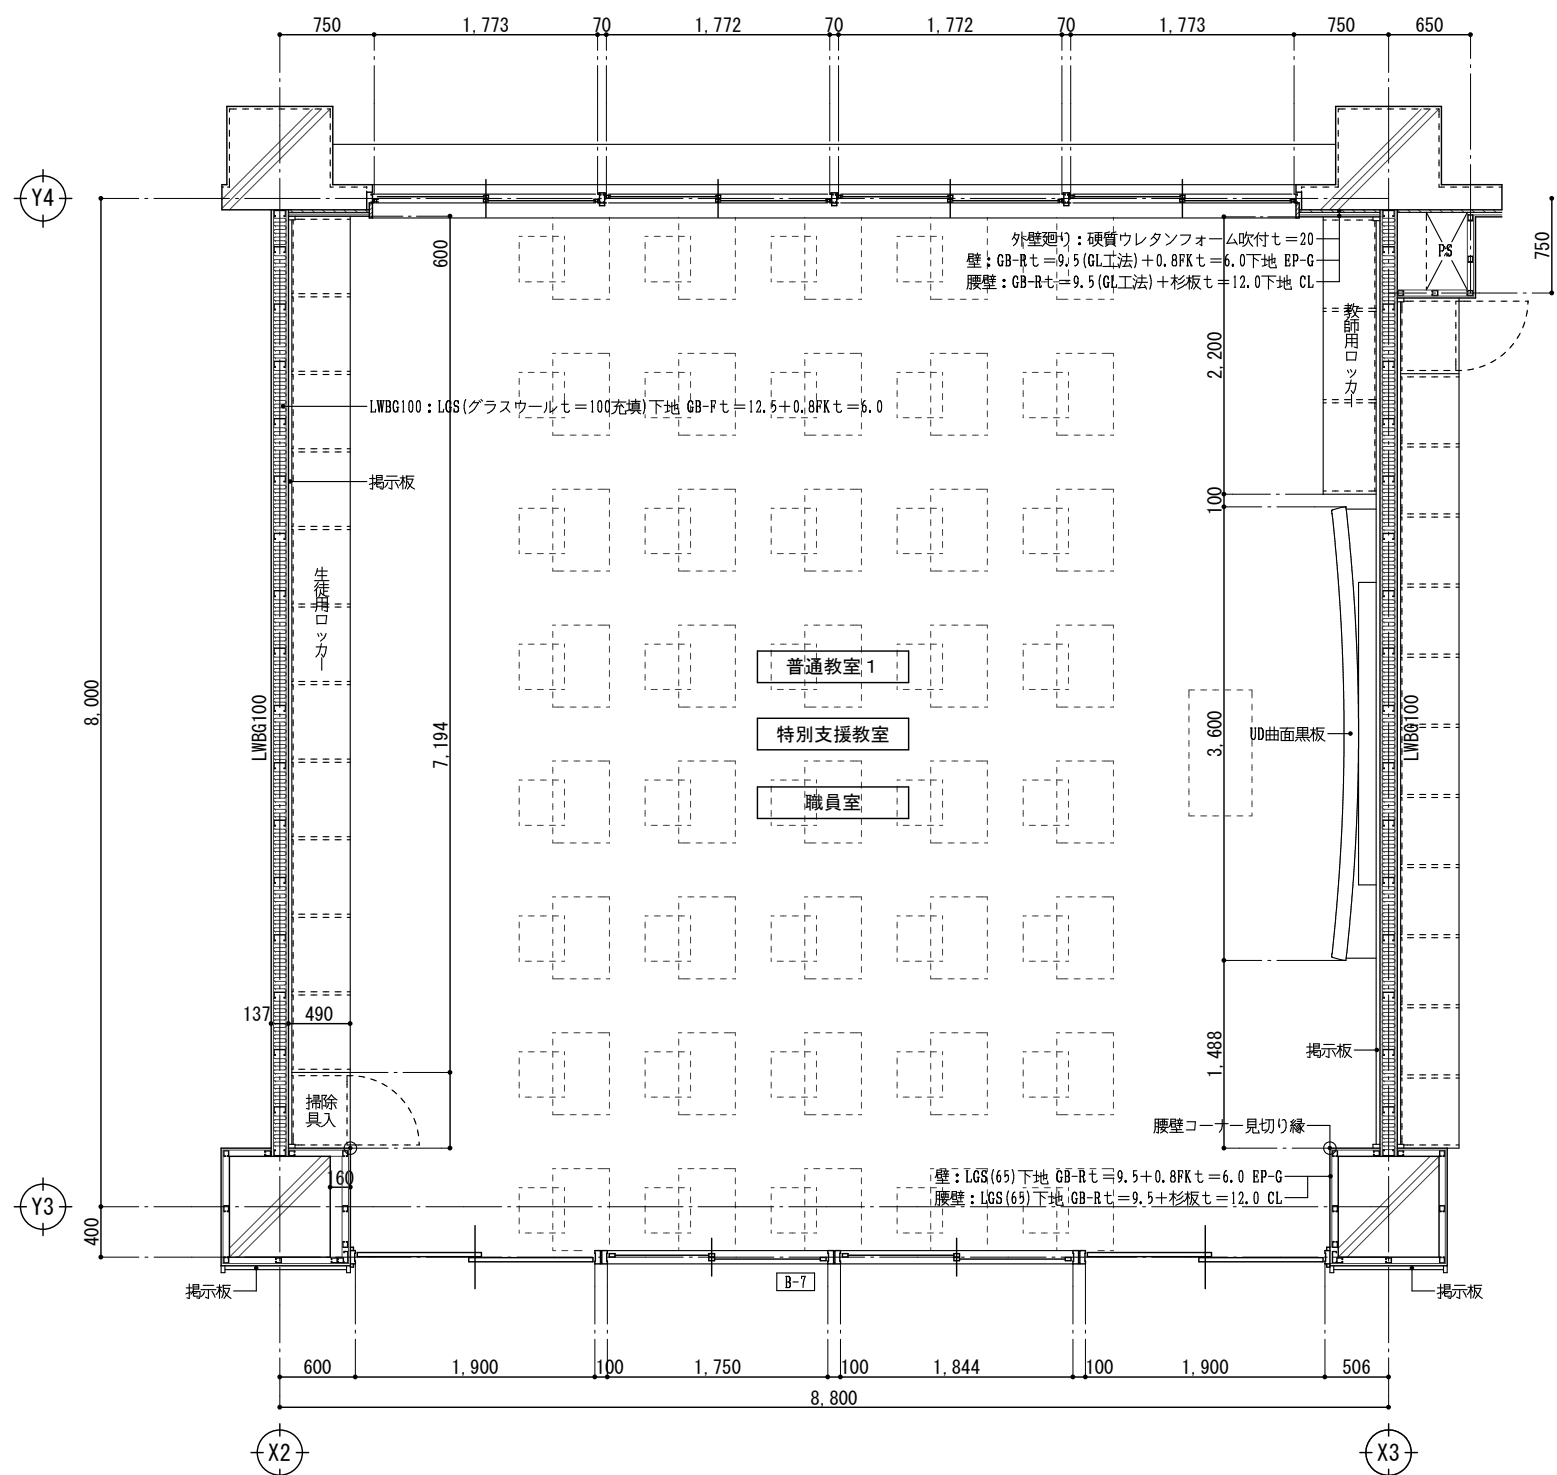 750 1,773 70 1,772 70 1,772 70 1,773 750 650
Y4
外壁廻り：硬質ウレタンフォーム吹付ｔ＝20
壁：GB-Rｔ＝9.5(GL工法)＋0.8FKｔ＝6.0下地 EP-G
腰壁：GB-Rｔ＝9.5(GL工法)＋杉板ｔ＝12.0下地 CL
PS
750
600
教師用ロッカー
2,200
LWBG100：LGS(グラスウールｔ＝100充填)下地 GB-Fｔ＝12.5＋0.8FKｔ＝6.0
掲示板
100
生徒用ロッカー
普通教室１
8,000
LWBG100
7,194
特別支援教室
3,600
UD曲面黒板
LWBG100
職員室
137
490
1,488
掲示板
掃除
具入
腰壁コーナー見切り縁
160
壁：LGS(65)下地 GB-Rｔ＝9.5＋0.8FKｔ＝6.0 EP-G
腰壁：LGS(65)下地 GB-Rｔ＝9.5＋杉板ｔ＝12.0 CL
Y3
400
掲示板
B-7
掲示板
600 1,900 100 1,750 100 1,844 100 1,900 506
8,800
X2
X3